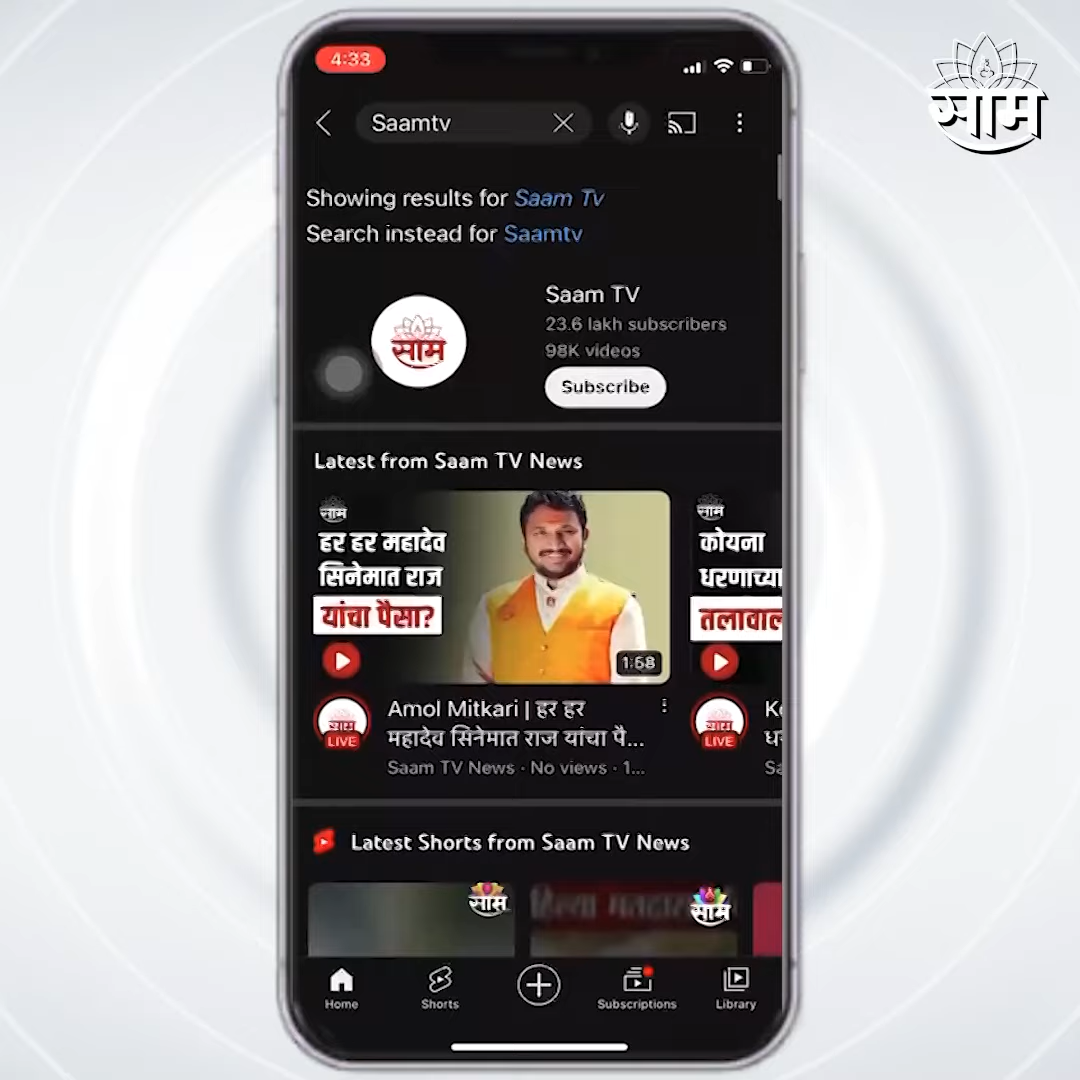 4:33
साम
Saamtv
Showing results for Saam Tv
Search instead for Saamtv
साम
Saam TV
23.6 lakh subscribers
98K videos
Subscribe
Latest from Saam TV News
साम
हर हर महादेव
सिनेमात राज
यांचा पैसा?
1:58
साम
कोयना
धरणाच्या
तलावाल
साम
LIVE
Amol Mitkari | हर हर
महादेव सिनेमात राज यांचा पै...
Saam TV News · No views · 1...
साम
LIVE
Latest Shorts from Saam TV News
साम
साम
Home
Shorts
Subscriptions
Library